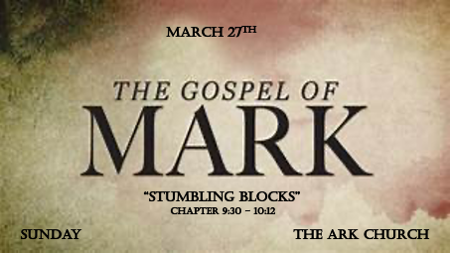 MARCH 27TH
THE GOSPEL OF
MARK
“STUMBLING BLOCKS”
CHAPTER 9:30 – 10:12
SUNDAY
THE ARK CHURCH